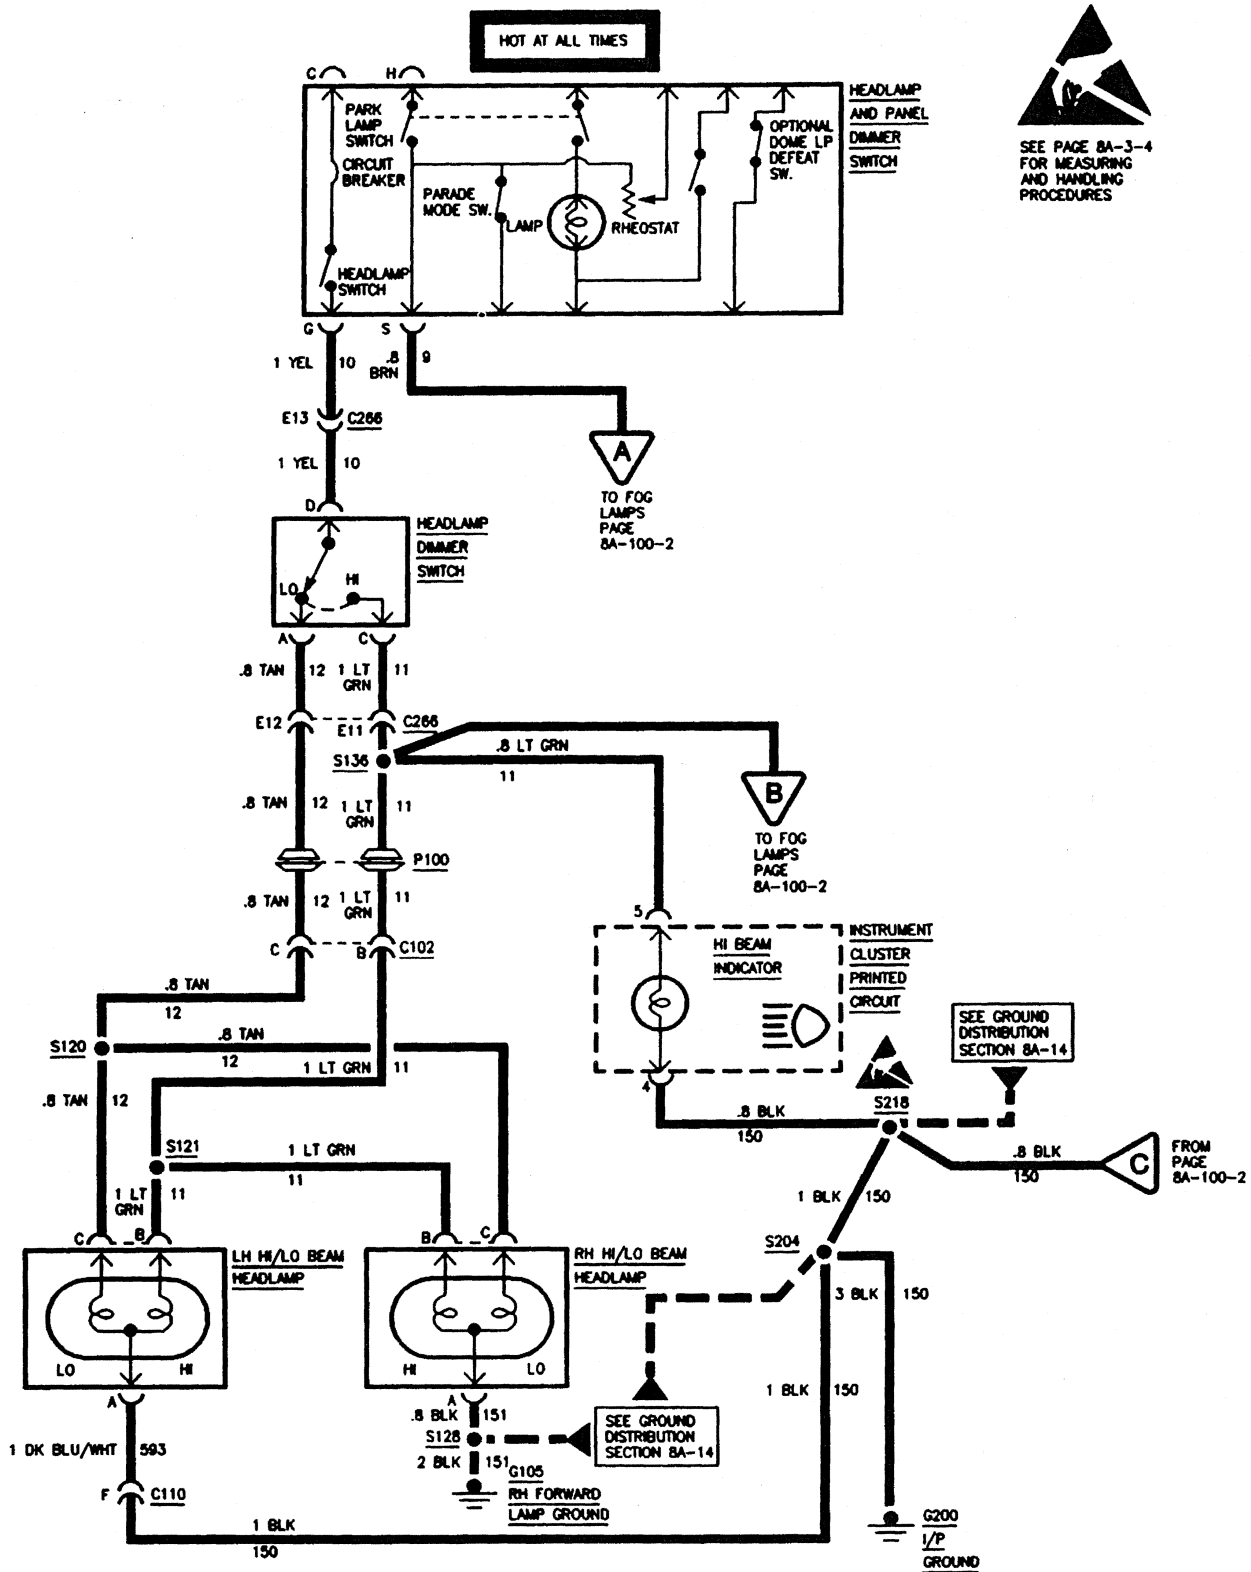 HOT AT ALL TIMES
C
H
HEADLAMP
AND PANEL
DIMMER
SWITCH
PARK
LAMP
SWITCH
CIRCUIT
BREAKER
PARADE
MODE SW.
LAMP
RHEOSTAT
OPTIONAL
DOME LP
DEFEAT
SW.
HEADLAMP
SWITCH
SEE PAGE 8A-3-4
FOR MEASURING
AND HANDLING
PROCEDURES
G
S
1 YEL
10
.8
BRN
9
E13
C266
1 YEL
10
A
TO FOG
LAMPS
PAGE
8A-100-2
D
HEADLAMP
DIMMER
SWITCH
LO
HI
A
C
.8 TAN
12
1 LT
GRN
11
E12
E11
C266
S136
.8 LT GRN
11
B
TO FOG
LAMPS
PAGE
8A-100-2
.8 TAN
12
1 LT
GRN
11
P100
.8 TAN
12
1 LT
GRN
11
C
B
C102
5
HI BEAM
INDICATOR
INSTRUMENT
CLUSTER
PRINTED
CIRCUIT
4
.8 TAN
12
S120
.8 TAN
12
1 LT GRN
11
.8 TAN
12
SEE GROUND
DISTRIBUTION
SECTION 8A-14
S218
.8 BLK
150
.8 BLK
150
C
FROM
PAGE
8A-100-2
S121
1 LT GRN
11
1 LT
GRN
11
1 BLK
150
S204
3 BLK
150
C
B
LH HI/LO BEAM
HEADLAMP
B
C
RH HI/LO BEAM
HEADLAMP
LO
HI
HI
LO
A
A
1 BLK
150
.8 BLK
151
S128
2 BLK
151
G105
RH FORWARD
LAMP GROUND
SEE GROUND
DISTRIBUTION
SECTION 8A-14
1 DK BLU/WHT
593
F
C110
1 BLK
150
G200
I/P
GROUND